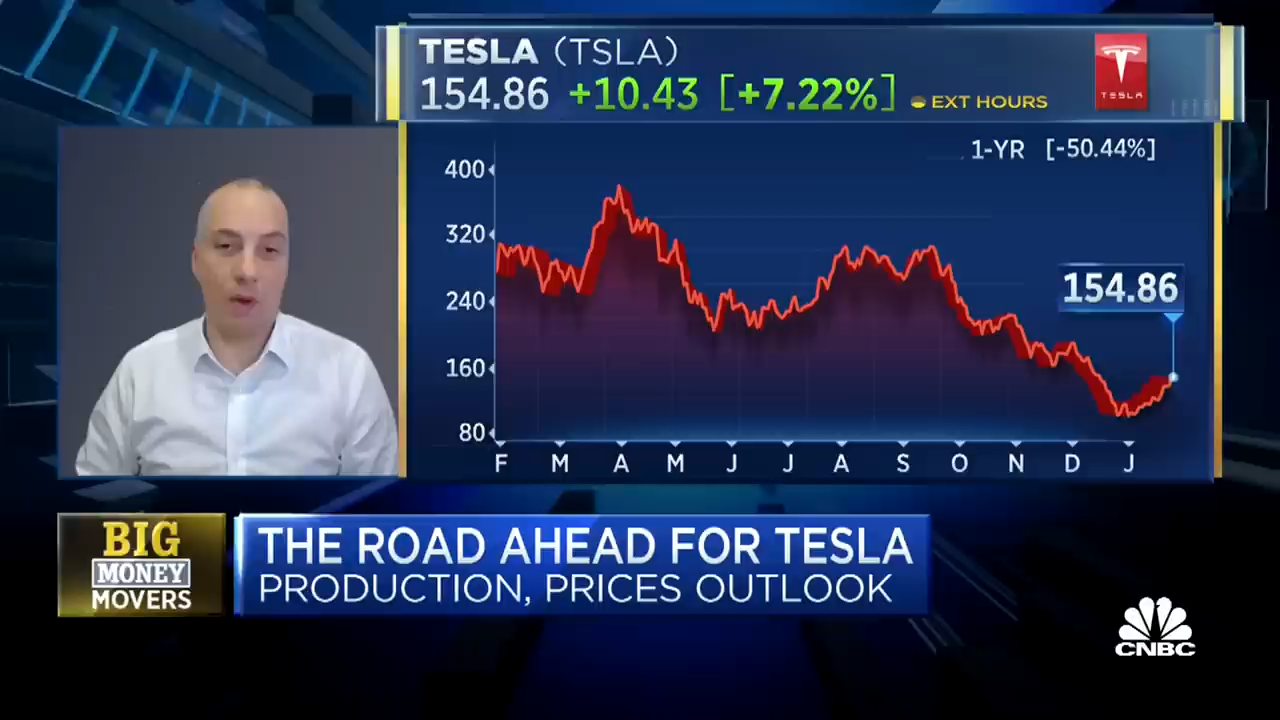 TESLA (TSLA)
154.86 +10.43 [+7.22%] EXT HOURS
TESLA
1-YR [-50.44%]
400
320
240
160
80
154.86
F M A M J J A S O N D J
BIG
MONEY
MOVERS
THE ROAD AHEAD FOR TESLA
PRODUCTION, PRICES OUTLOOK
CNBC